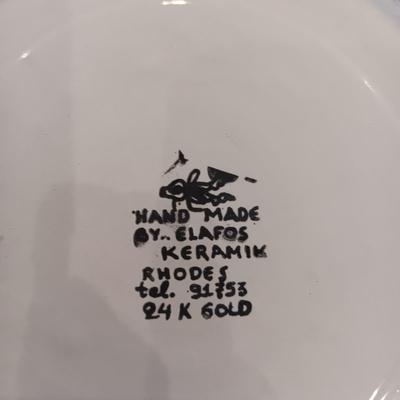 HAND MADE
BY.. ELAFOS
KERAMIK
RHODES
tel. 91753
24 K GOLD